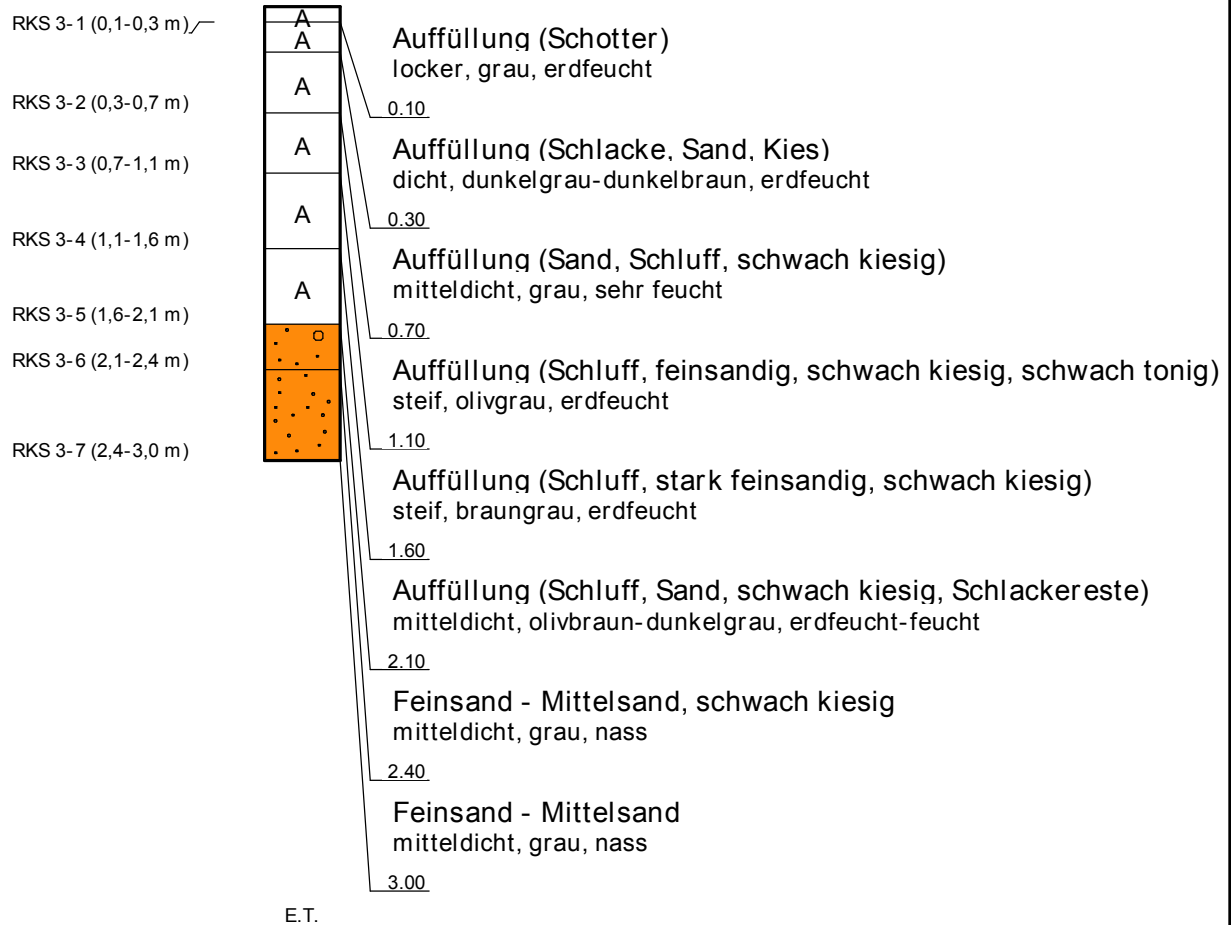 RKS 3-1 (0,1-0,3 m)
RKS 3-2 (0,3-0,7 m)
RKS 3-3 (0,7-1,1 m)
RKS 3-4 (1,1-1,6 m)
RKS 3-5 (1,6-2,1 m)
RKS 3-6 (2,1-2,4 m)
RKS 3-7 (2,4-3,0 m)
A
A
A
A
A
A
Auffüllung (Schotter)
locker, grau, erdfeucht
0.10
Auffüllung (Schlacke, Sand, Kies)
dicht, dunkelgrau-dunkelbraun, erdfeucht
0.30
Auffüllung (Sand, Schluff, schwach kiesig)
mitteldicht, grau, sehr feucht
0.70
Auffüllung (Schluff, feinsandig, schwach kiesig, schwach tonig)
steif, olivgrau, erdfeucht
1.10
Auffüllung (Schluff, stark feinsandig, schwach kiesig)
steif, braungrau, erdfeucht
1.60
Auffüllung (Schluff, Sand, schwach kiesig, Schlackereste)
mitteldicht, olivbraun-dunkelgrau, erdfeucht-feucht
2.10
Feinsand - Mittelsand, schwach kiesig
mitteldicht, grau, nass
2.40
Feinsand - Mittelsand
mitteldicht, grau, nass
3.00
E.T.